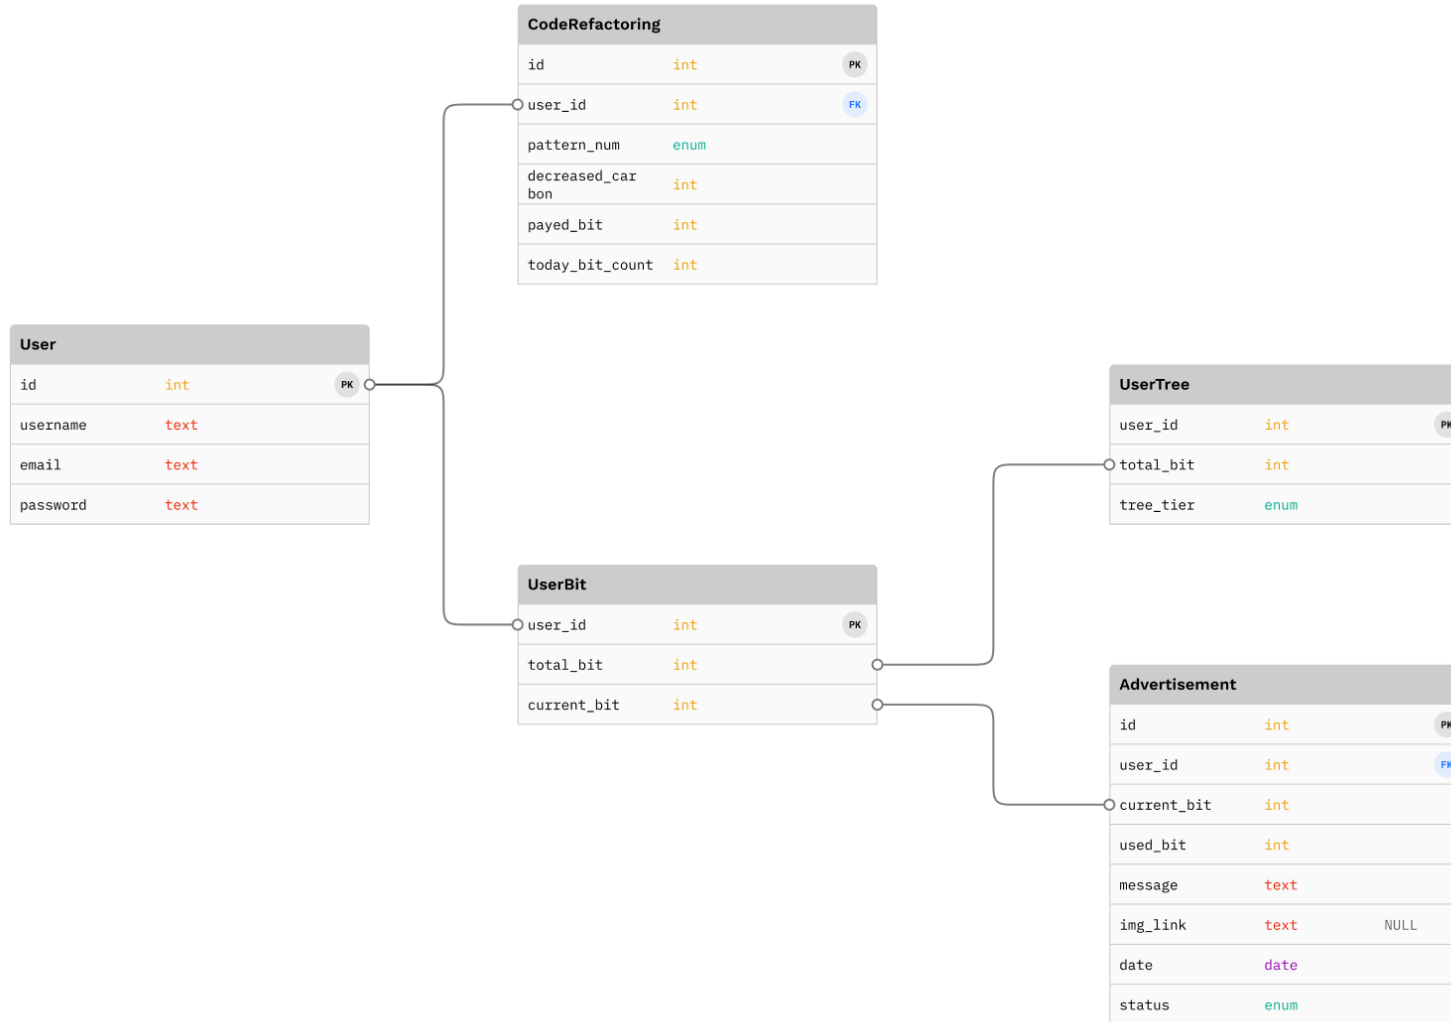 CodeRefactoring
id int PK
user_id int FK
pattern_num enum
decreased_car
bon int
payed_bit int
today_bit_count int
User
id int PK
username text
email text
password text
UserTree
user_id int PK
total_bit int
tree_tier enum
UserBit
user_id int PK
total_bit int
current_bit int
Advertisement
id int PK
user_id int FK
current_bit int
used_bit int
message text
img_link text NULL
date date
status enum